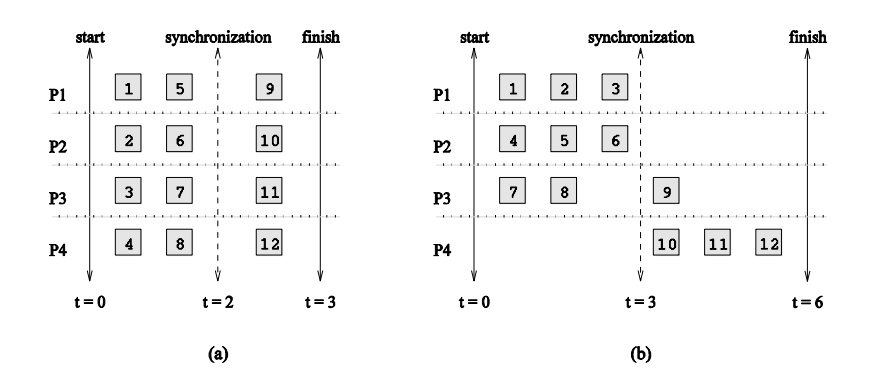 start synchronization finish start synchronization finish
P1 1 5 9 P1 1 2 3
P2 2 6 10 P2 4 5 6
P3 3 7 11 P3 7 8 9
P4 4 8 12 P4 10 11 12
t = 0 t = 2 t = 3 t = 0 t = 3 t = 6
(a) (b)